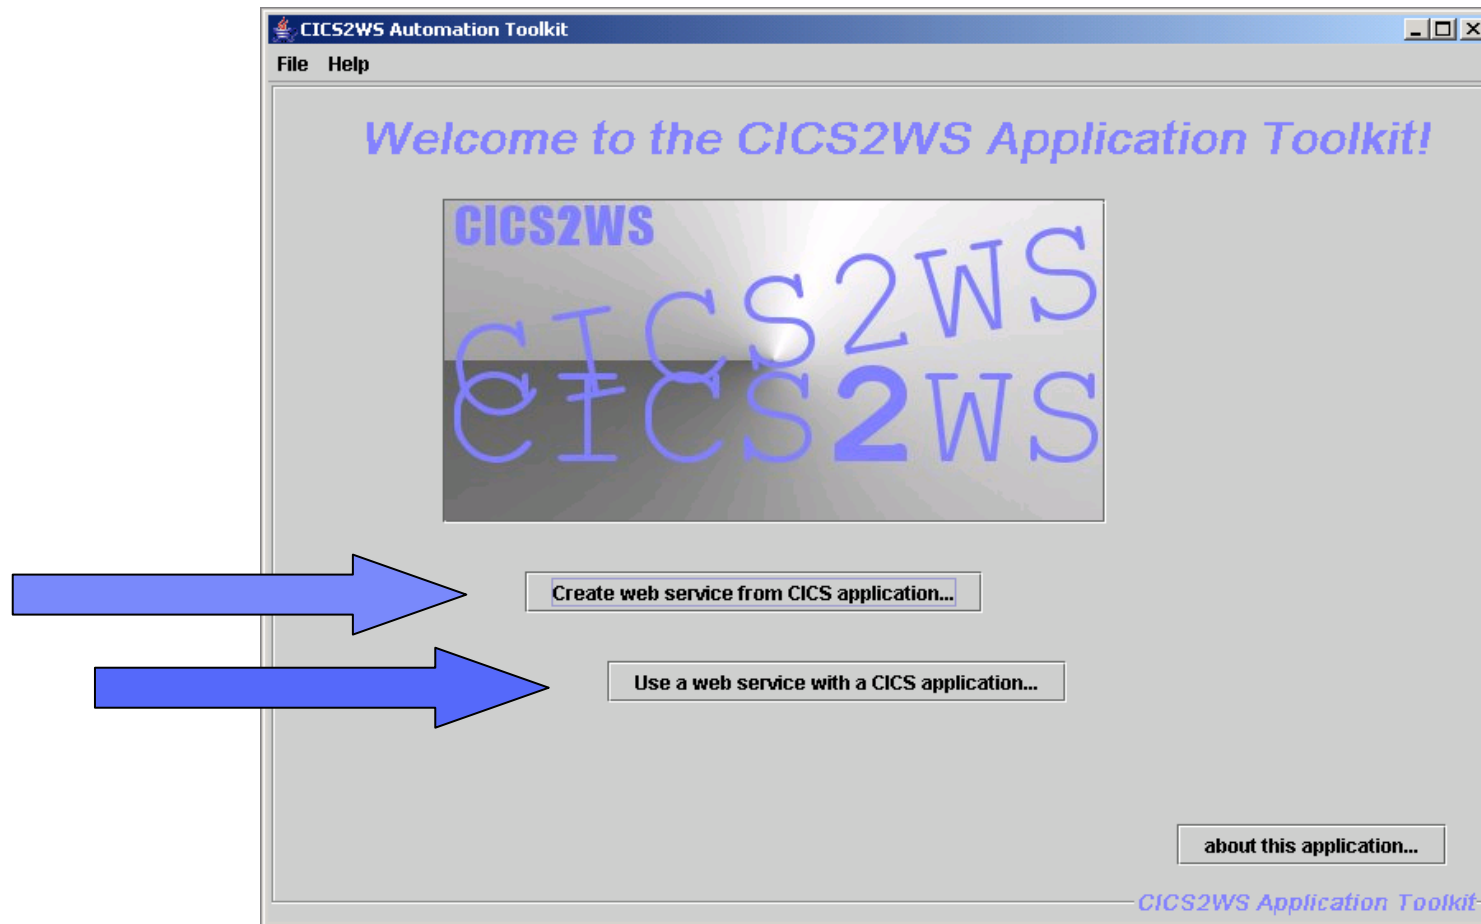 CICS2WS Automation Toolkit
File Help
Welcome to the CICS2WS Application Toolkit!
CICS2WS
CICS2WS
CICS2WS
Create web service from CICS application...
Use a web service with a CICS application...
about this application...
CICS2WS Application Toolkit